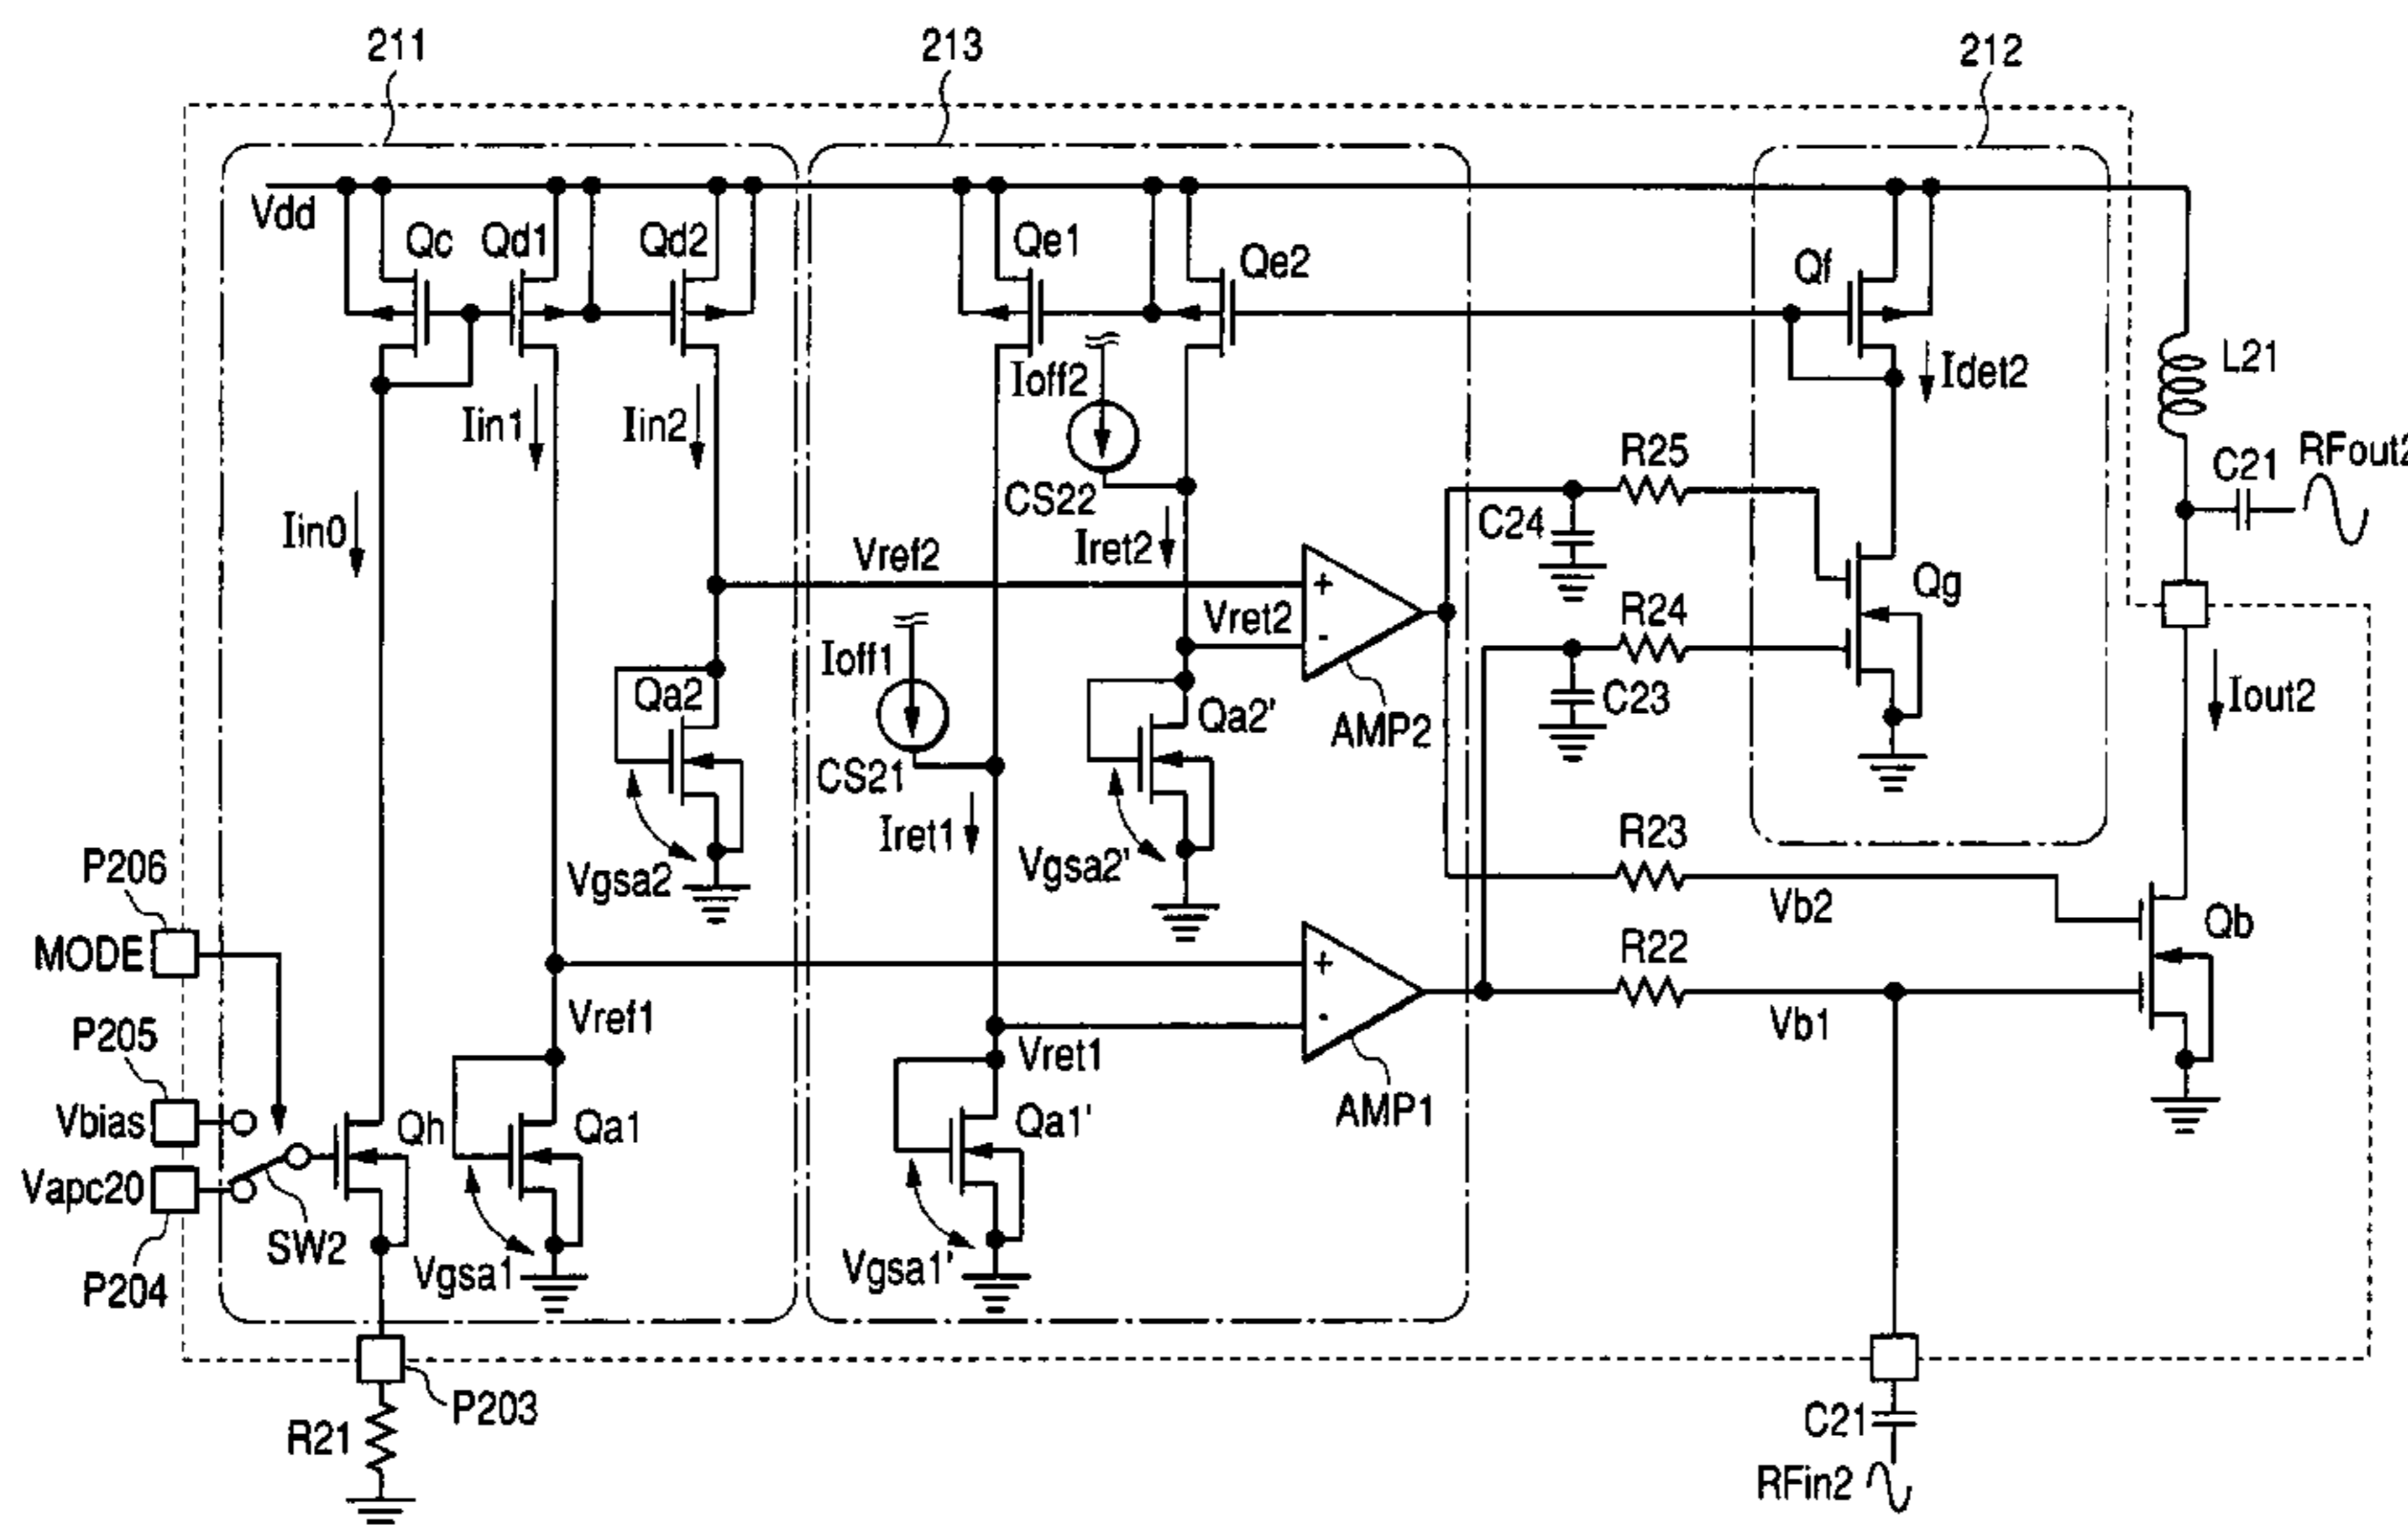 211
213
212
Vdd
Qc
Qd1
Qd2
Qe1
Qe2
Qf
Idet2
L21
Iin1
Iin2
Ioff2
CS22
R25
C21
RFout2
Iin0
Vref2
Iret2
C24
Qg
Vret2
R24
Ioff1
Qa2
Qa2'
AMP2
C23
Iout2
CS21
Iret1
Vgsa2
Vgsa2'
R23
P206
MODE
Vb2
Qb
R22
P205
Vref1
Vret1
Vb1
Vbias
Qh
Qa1
Qa1'
AMP1
Vapc20
SW2
P204
Vgsa1
Vgsa1'
P203
R21
C21
RFin2
+
-
+
-